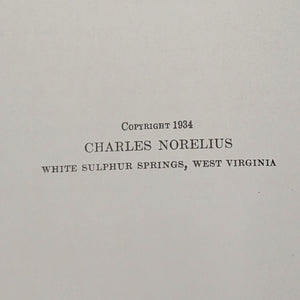 Copyright 1934
CHARLES NORELIUS
WHITE SULPHUR SPRINGS, WEST VIRGINIA